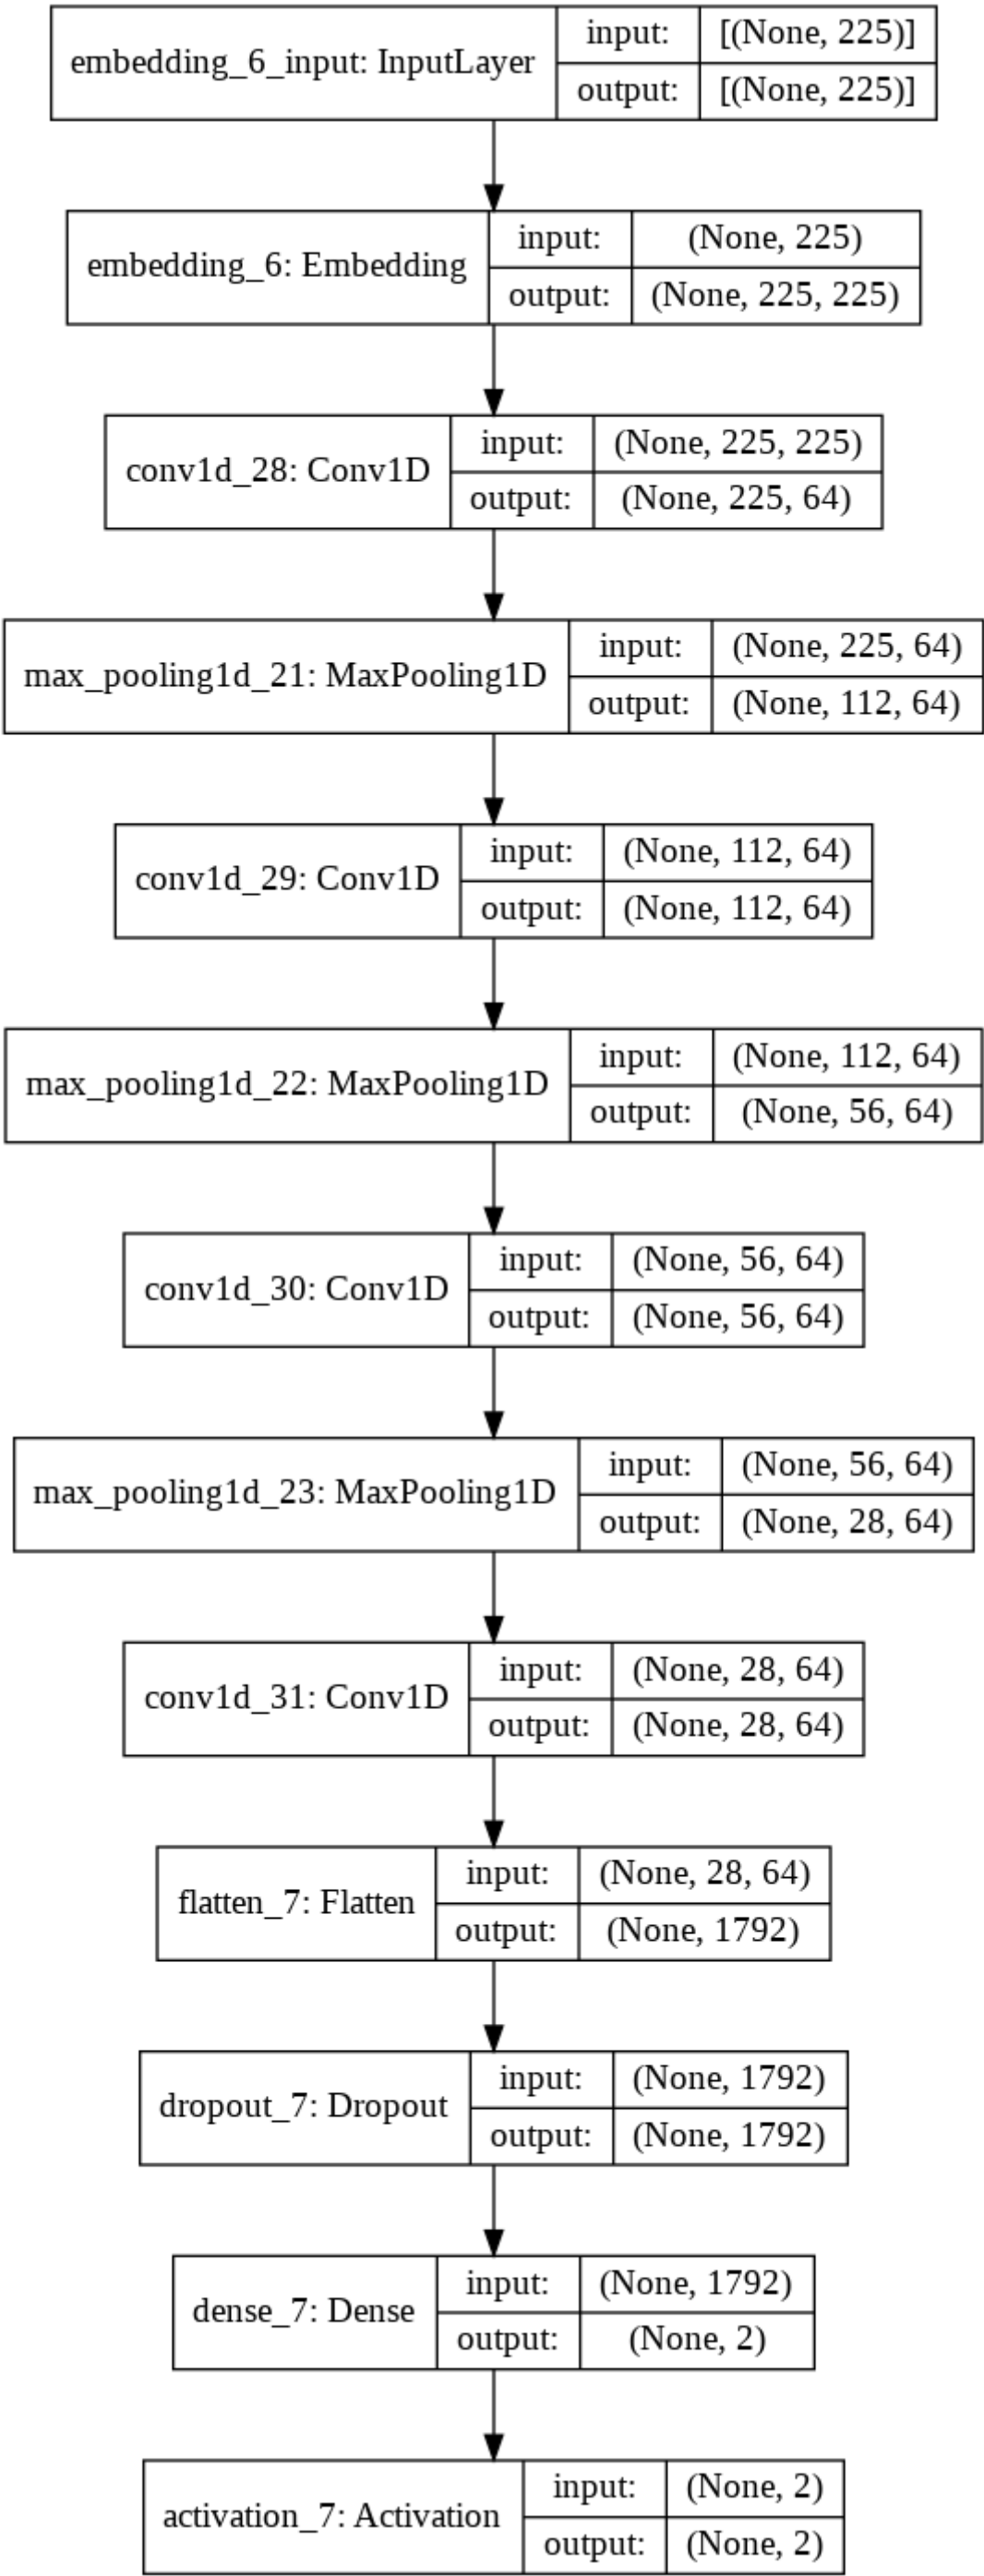 embedding_6_input: InputLayer
input:
[(None, 225)]
output:
[(None, 225)]
embedding_6: Embedding
input:
(None, 225)
output:
(None, 225, 225)
conv1d_28: Conv1D
input:
(None, 225, 225)
output:
(None, 225, 64)
max_pooling1d_21: MaxPooling1D
input:
(None, 225, 64)
output:
(None, 112, 64)
conv1d_29: Conv1D
input:
(None, 112, 64)
output:
(None, 112, 64)
max_pooling1d_22: MaxPooling1D
input:
(None, 112, 64)
output:
(None, 56, 64)
conv1d_30: Conv1D
input:
(None, 56, 64)
output:
(None, 56, 64)
max_pooling1d_23: MaxPooling1D
input:
(None, 56, 64)
output:
(None, 28, 64)
conv1d_31: Conv1D
input:
(None, 28, 64)
output:
(None, 28, 64)
flatten_7: Flatten
input:
(None, 28, 64)
output:
(None, 1792)
dropout_7: Dropout
input:
(None, 1792)
output:
(None, 1792)
dense_7: Dense
input:
(None, 1792)
output:
(None, 2)
activation_7: Activation
input:
(None, 2)
output:
(None, 2)